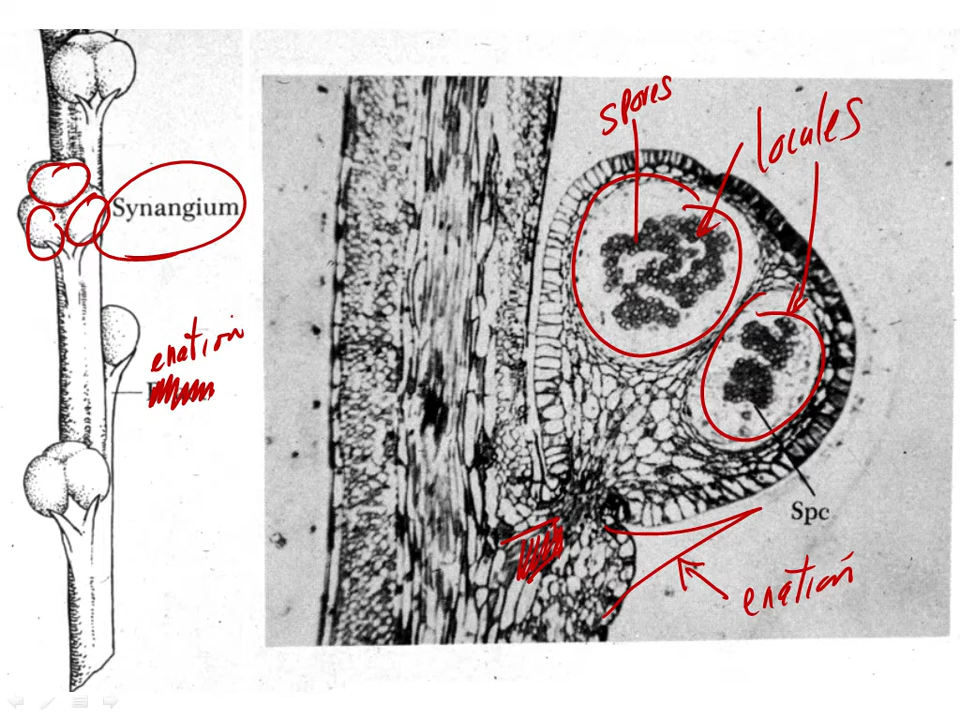 spores
locules
Synangium
enation
Spc
enation